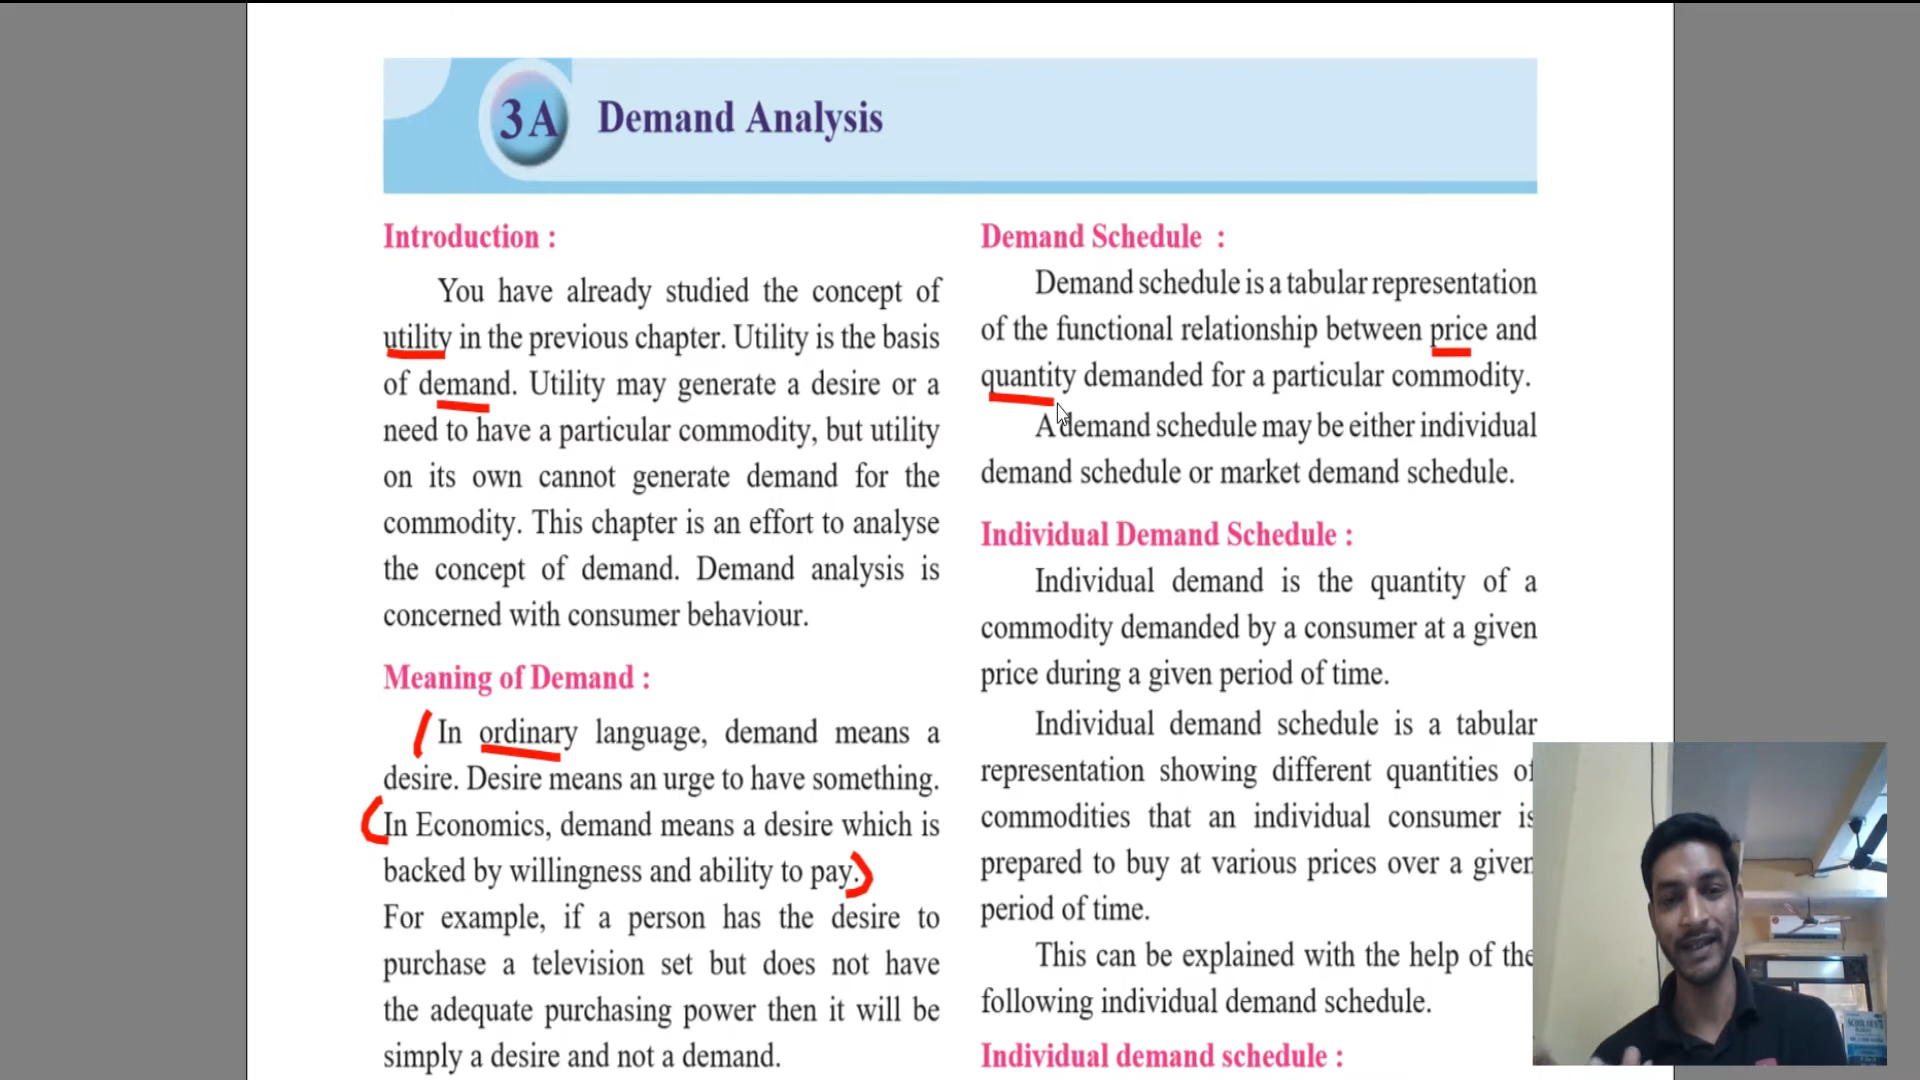 3A Demand Analysis
Introduction :
You have already studied the concept of
utility in the previous chapter. Utility is the basis
of demand. Utility may generate a desire or a
need to have a particular commodity, but utility
on its own cannot generate demand for the
commodity. This chapter is an effort to analyse
the concept of demand. Demand analysis is
concerned with consumer behaviour.
Meaning of Demand :
In ordinary language, demand means a
desire. Desire means an urge to have something.
In Economics, demand means a desire which is
backed by willingness and ability to pay.
For example, if a person has the desire to
purchase a television set but does not have
the adequate purchasing power then it will be
simply a desire and not a demand.
Demand Schedule :
Demand schedule is a tabular representation
of the functional relationship between price and
quantity demanded for a particular commodity.
A demand schedule may be either individual
demand schedule or market demand schedule.
Individual Demand Schedule :
Individual demand is the quantity of a
commodity demanded by a consumer at a given
price during a given period of time.
Individual demand schedule is a tabular
representation showing different quantities of
commodities that an individual consumer is
prepared to buy at various prices over a given
period of time.
This can be explained with the help of the
following individual demand schedule.
Individual demand schedule :